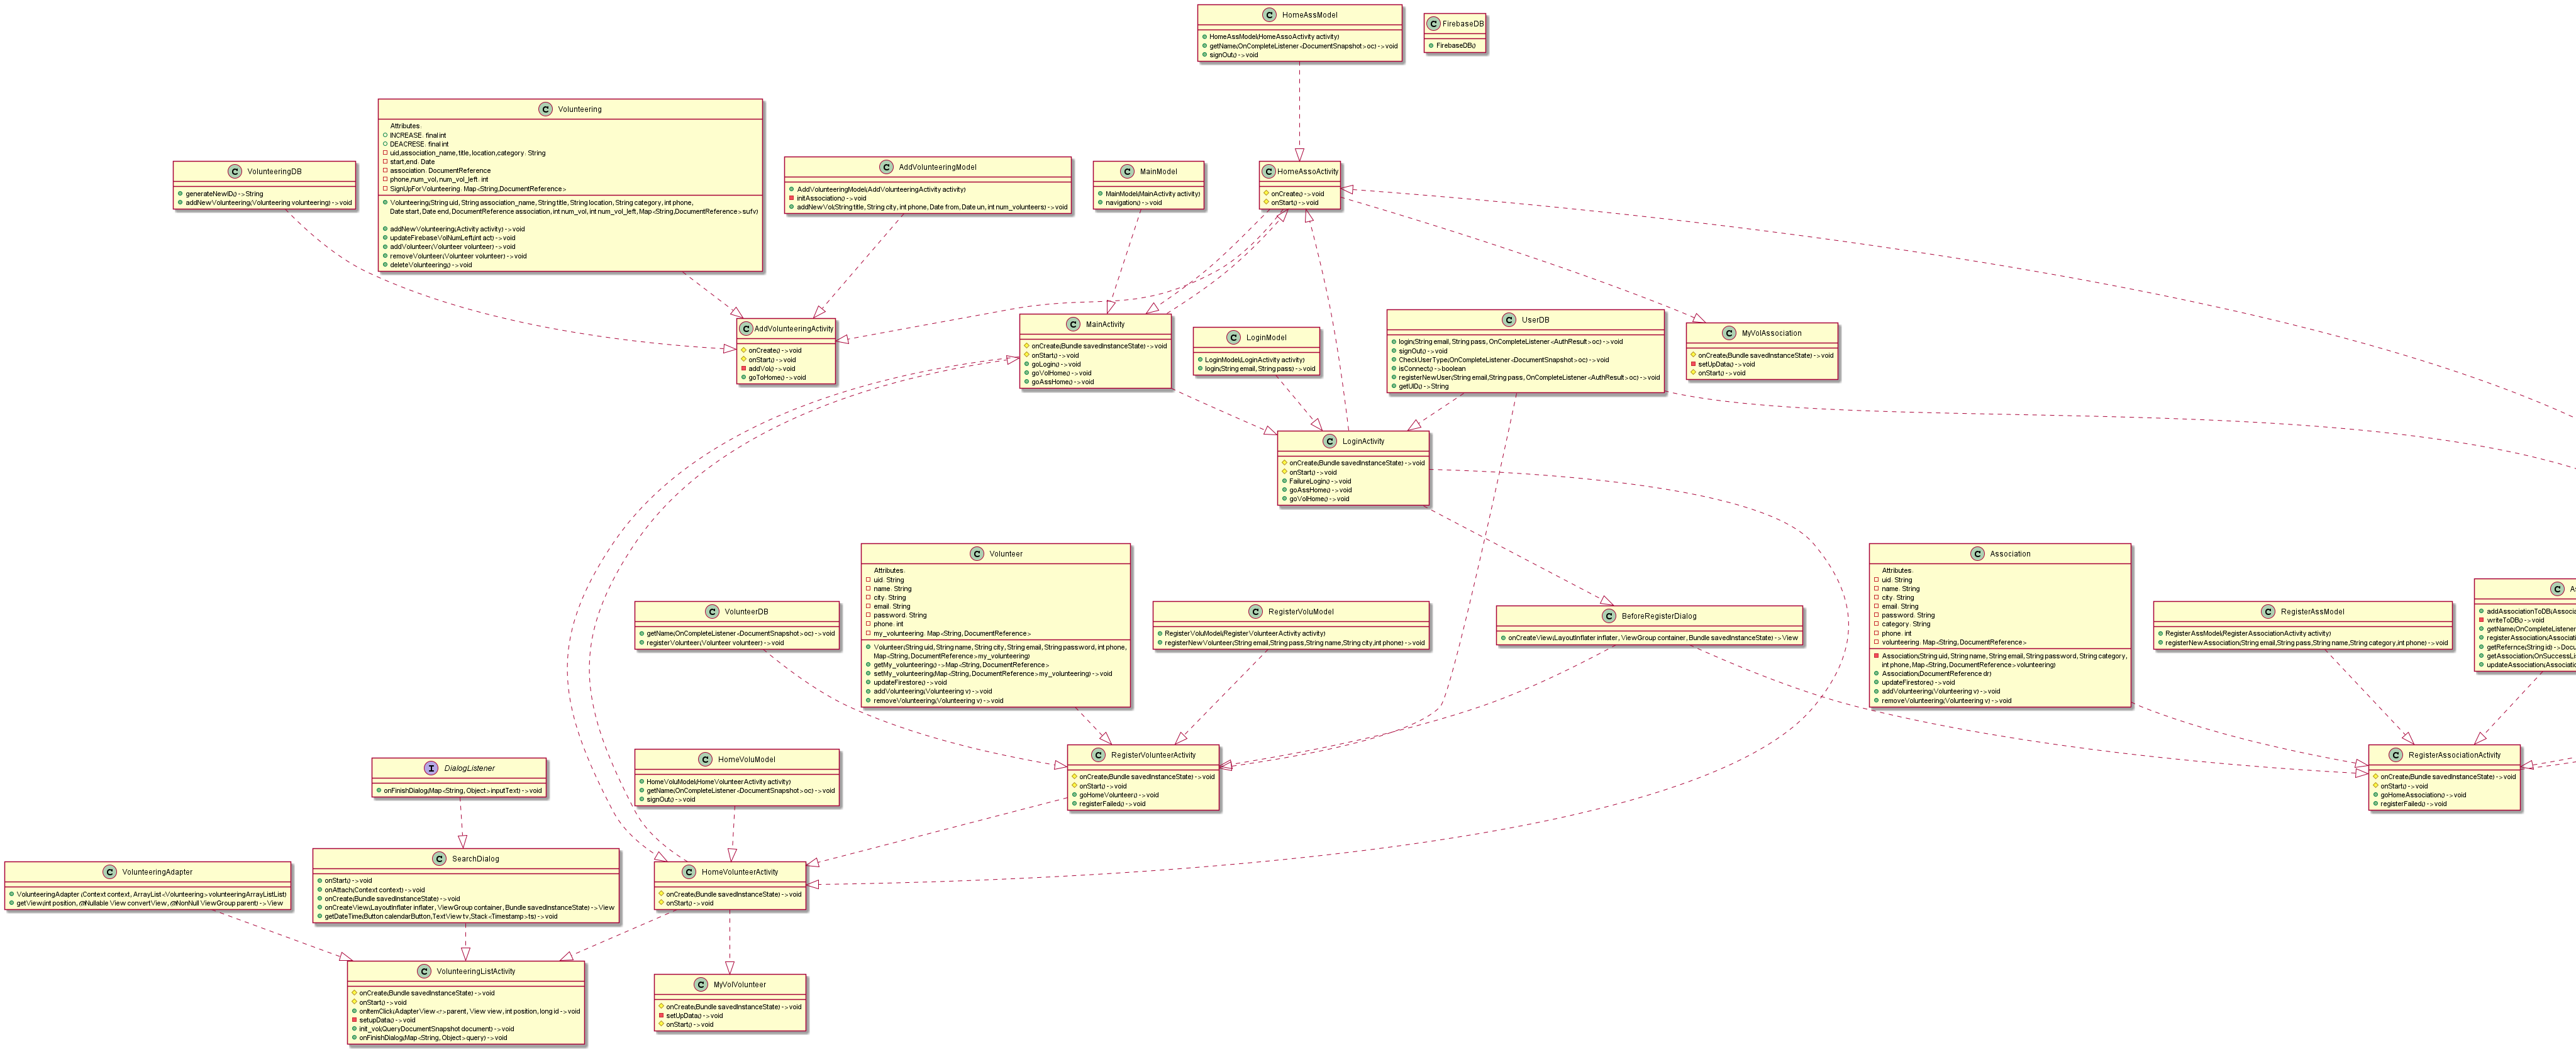 C HomeAssModel
HomeAssModel(HomeAssoActivity activity)
getName(OnCompleteListener<DocumentSnapshot> oc) -> void
signOut() -> void
C FirebaseDB
FirebaseDB()
C Volunteering
Attributes:
INCREASE: final int
DEACRESE: final int
uid,association_name,title,location,category: String
start,end: Date
association: DocumentReference
phone,num_vol, num_vol_left: int
SignUpForVolunteering: Map<String,DocumentReference>
Volunteering(String uid, String association_name, String title, String location, String category, int phone,
Date start, Date end, DocumentReference association, int num_vol, int num_vol_left, Map<String,DocumentReference> sufv)
addNewVolunteering(Activity activity) -> void
updateFirebaseVolNumLeft(int act) -> void
addVolunteer(Volunteer volunteer) -> void
removeVolunteer(Volunteer volunteer) -> void
deleteVolunteering() -> void
C VolunteeringDB
generateNewID() -> String
addNewVolunteering(Volunteering volunteering) -> void
C AddVolunteeringModel
AddVolunteeringModel(AddVolunteeringActivity activity)
initAssociation() -> void
addNewVol(String title, String city, int phone, Date from, Date un, int num_volunteers) -> void
C MainModel
MainModel(MainActivity activity)
navigation() -> void
C HomeAssoActivity
onCreate() -> void
onStart() -> void
C AddVolunteeringActivity
onCreate() -> void
onStart() -> void
addVol() -> void
goToHome() -> void
C MainActivity
onCreate(Bundle savedInstanceState) -> void
onStart() -> void
goLogin() -> void
goVolHome() -> void
goAssHome() -> void
C LoginModel
LoginModel(LoginActivity activity)
login(String email, String pass) -> void
C UserDB
login(String email, String pass, OnCompleteListener<AuthResult> oc) -> void
signOut() -> void
CheckUserType(OnCompleteListener<DocumentSnapshot> oc) -> void
isConnect() -> boolean
registerNewUser(String email,String pass, OnCompleteListener<AuthResult> oc) -> void
getUID() -> String
C MyVolAssociation
onCreate(Bundle savedInstanceState) -> void
setUpData() -> void
onStart() -> void
C LoginActivity
onCreate(Bundle savedInstanceState) -> void
onStart() -> void
FailureLogin() -> void
goAssHome() -> void
goVolHome() -> void
C VolunteerDB
getName(OnCompleteListener<DocumentSnapshot> oc) -> void
registerVolunteer(Volunteer volunteer) -> void
C Volunteer
Attributes:
uid: String
name: String
city: String
email: String
password: String
phone: int
my_volunteering: Map<String, DocumentReference>
Volunteer(String uid, String name, String city, String email, String password, int phone,
Map<String, DocumentReference> my_volunteering)
getMy_volunteering() -> Map<String, DocumentReference>
setMy_volunteering(Map<String, DocumentReference> my_volunteering) -> void
updateFirestore() -> void
addVolunteering(Volunteering v) -> void
removeVolunteering(Volunteering v) -> void
C RegisterVoluModel
RegisterVoluModel(RegisterVolunteerActivity activity)
registerNewVolunteer(String email,String pass,String name,String city,int phone) -> void
C BeforeRegisterDialog
onCreateView(LayoutInflater inflater, ViewGroup container, Bundle savedInstanceState) -> View
C Association
Attributes:
uid: String
name: String
city: String
email: String
password: String
category: String
phone: int
volunteering: Map<String, DocumentReference>
Association(String uid, String name, String email, String password, String category,
int phone, Map<String, DocumentReference> volunteering)
Association(DocumentReference dr)
updateFirestore() -> void
addVolunteering(Volunteering v) -> void
removeVolunteering(Volunteering v) -> void
C RegisterAssModel
RegisterAssModel(RegisterAssociationActivity activity)
registerNewAssociation(String email,String pass,String name,String category,int phone) -> void
C As
addAssociationToDB(Associa
writeToDB() -> void
getName(OnCompleteListener
registerAssociation(Associati
getRefernce(String id) -> Docu
getAssociation(OnSuccessLi
updateAssociation(Associatio
C RegisterVolunteerActivity
onCreate(Bundle savedInstanceState) -> void
onStart() -> void
goHomeVolunteer() -> void
registerFailed() -> void
C RegisterAssociationActivity
onCreate(Bundle savedInstanceState) -> void
onStart() -> void
goHomeAssociation() -> void
registerFailed() -> void
C HomeVoluModel
HomeVoluModel(HomeVolunteerActivity activity)
getName(OnCompleteListener<DocumentSnapshot> oc) -> void
signOut() -> void
I DialogListener
onFinishDialog(Map<String, Object> inputText) -> void
C VolunteeringAdapter
VolunteeringAdapter (Context context, ArrayList<Volunteering> volunteeringArrayListList)
getView(int position, @Nullable View convertView, @NonNull ViewGroup parent) -> View
C SearchDialog
onStart() -> void
onAttach(Context context) -> void
onCreate(Bundle savedInstanceState) -> void
onCreateView(LayoutInflater inflater, ViewGroup container, Bundle savedInstanceState) -> View
getDateTime(Button calendarButton,TextView tv,Stack<Timestamp> ts) -> void
C HomeVolunteerActivity
onCreate(Bundle savedInstanceState) -> void
onStart() -> void
C VolunteeringListActivity
onCreate(Bundle savedInstanceState) -> void
onStart() -> void
onItemClick(AdapterView<?> parent, View view, int position, long id -> void
setupData() -> void
init_vol(QueryDocumentSnapshot document) -> void
onFinishDialog(Map<String, Object> query) -> void
C MyVolVolunteer
onCreate(Bundle savedInstanceState) -> void
setUpData() -> void
onStart() -> void